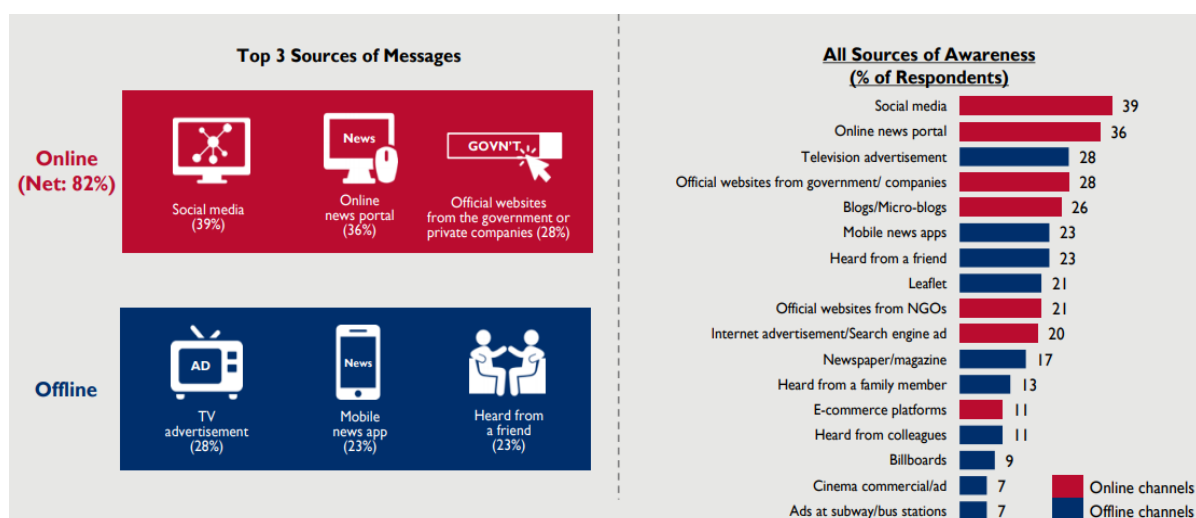 Top 3 Sources of Messages
Online
(Net: 82%)
Social media
(39%)
News
Online
news portal
(36%)
GOVN'T
Official websites
from the government or
private companies (28%)
Offline
AD
TV
advertisement
(28%)
News
Mobile
news app
(23%)
Heard from
a friend
(23%)
All Sources of Awareness
(% of Respondents)
Social media 39
Online news portal 36
Television advertisement 28
Official websites from government/ companies 28
Blogs/Micro-blogs 26
Mobile news apps 23
Heard from a friend 23
Leaflet 21
Official websites from NGOs 21
Internet advertisement/Search engine ad 20
Newspaper/magazine 17
Heard from a family member 13
E-commerce platforms 11
Heard from colleagues 11
Billboards 9
Cinema commercial/ad 7
Ads at subway/bus stations 7
Online channels
Offline channels